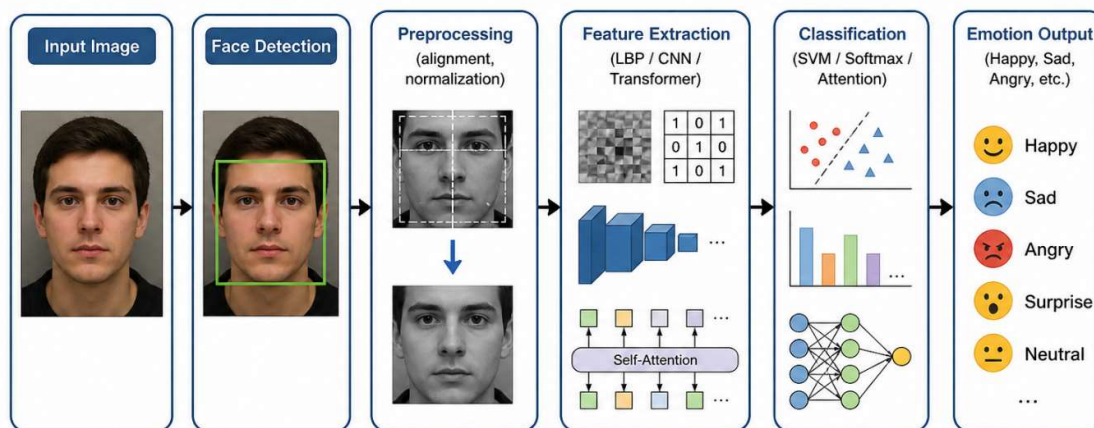 Input Image
Face Detection
Preprocessing
(alignment,
normalization)
Feature Extraction
(LBP / CNN /
Transformer)
1 0 1
0 1 0
1 0 1
...
...
Self-Attention
...
Classification
(SVM / Softmax /
Attention)
...
Emotion Output
(Happy, Sad,
Angry, etc.)
Happy
Sad
Angry
Surprise
Neutral
...